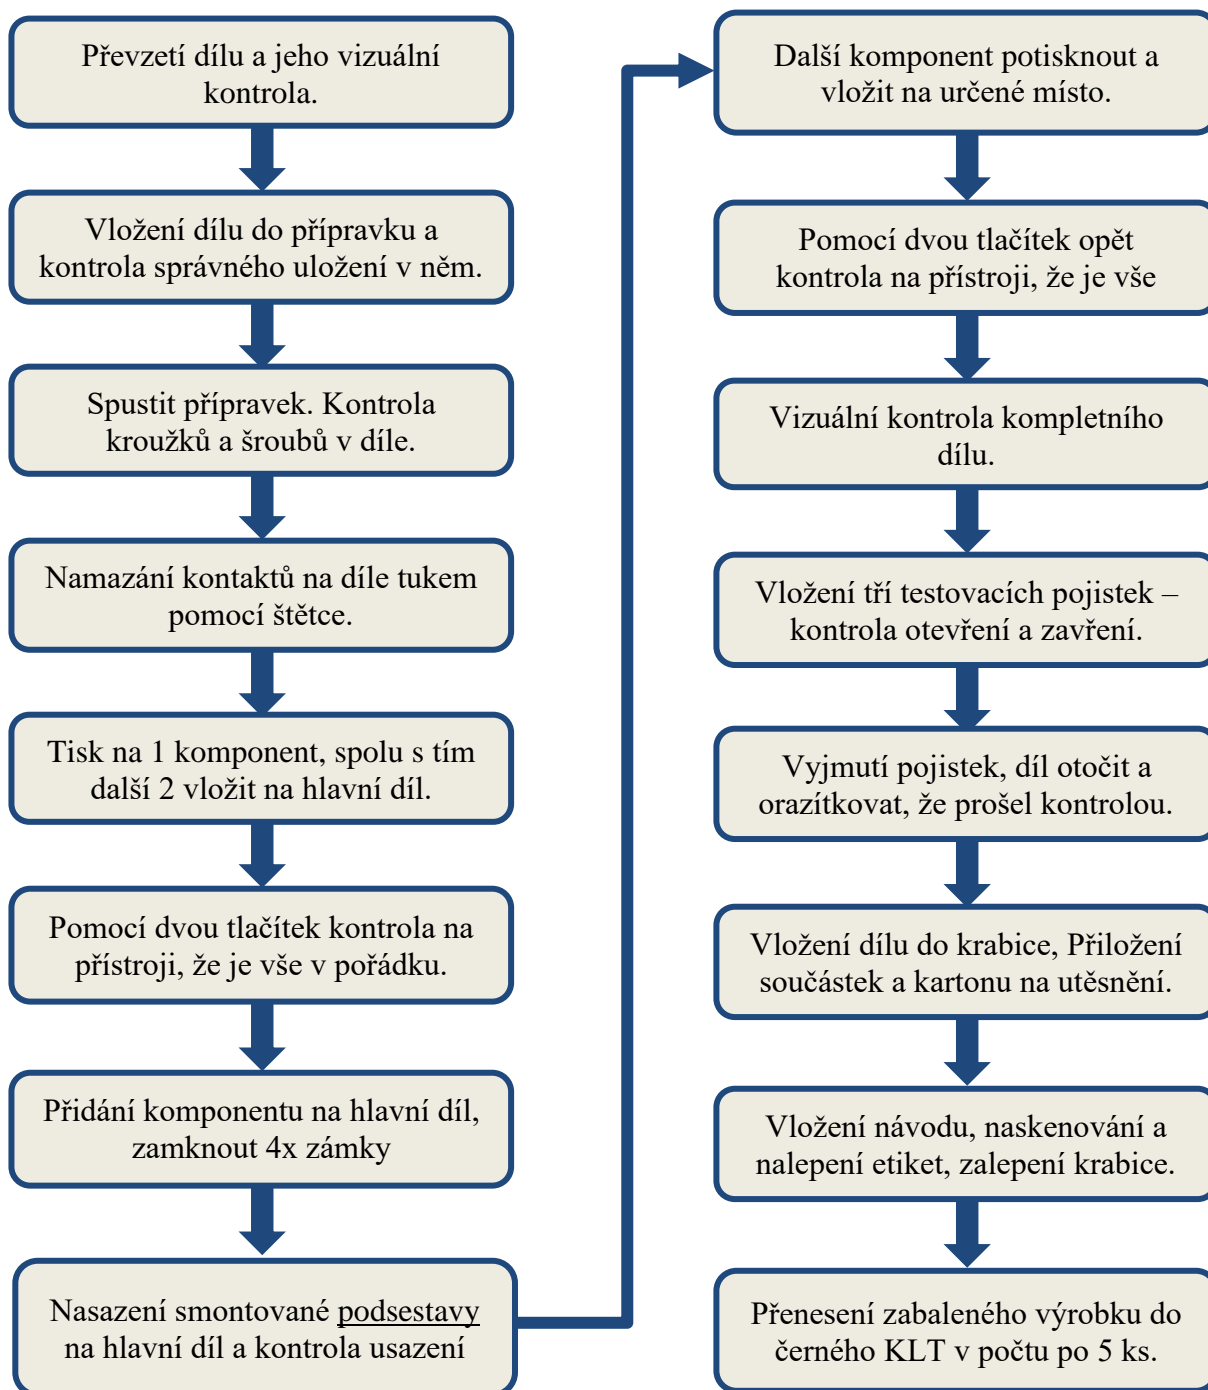 Převzetí dílu a jeho vizuální
kontrola.
Vložení dílu do přípravku a
kontrola správného uložení v něm.
Spustit přípravek. Kontrola
kroužků a šroubů v díle.
Namazání kontaktů na díle tukem
pomocí štětce.
Tisk na 1 komponent, spolu s tím
další 2 vložit na hlavní díl.
Pomocí dvou tlačítek kontrola na
přístroji, že je vše v pořádku.
Přidání komponentu na hlavní díl,
zamknout 4x zámky
Nasazení smontované podsestavy
na hlavní díl a kontrola usazení
Další komponent potisknout a
vložit na určené místo.
Pomocí dvou tlačítek opět
kontrola na přístroji, že je vše
Vizuální kontrola kompletního
dílu.
Vložení tří testovacích pojistek –
kontrola otevření a zavření.
Vyjmutí pojistek, díl otočit a
orazítkovat, že prošel kontrolou.
Vložení dílu do krabice, Přiložení
součástek a kartonu na utěsnění.
Vložení návodu, naskenování a
nalepení etiket, zalepení krabice.
Přenesení zabaleného výrobku do
černého KLT v počtu po 5 ks.